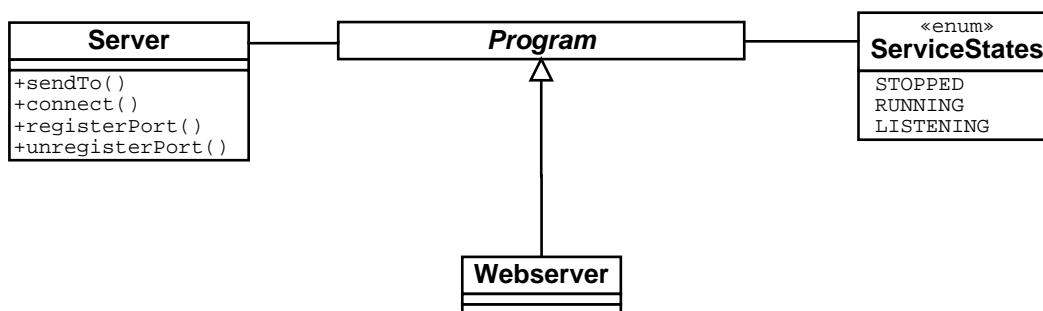 Server
+sendTo()
+connect()
+registerPort()
+unregisterPort()
Program
«enum»
ServiceStates
STOPPED
RUNNING
LISTENING
Webserver